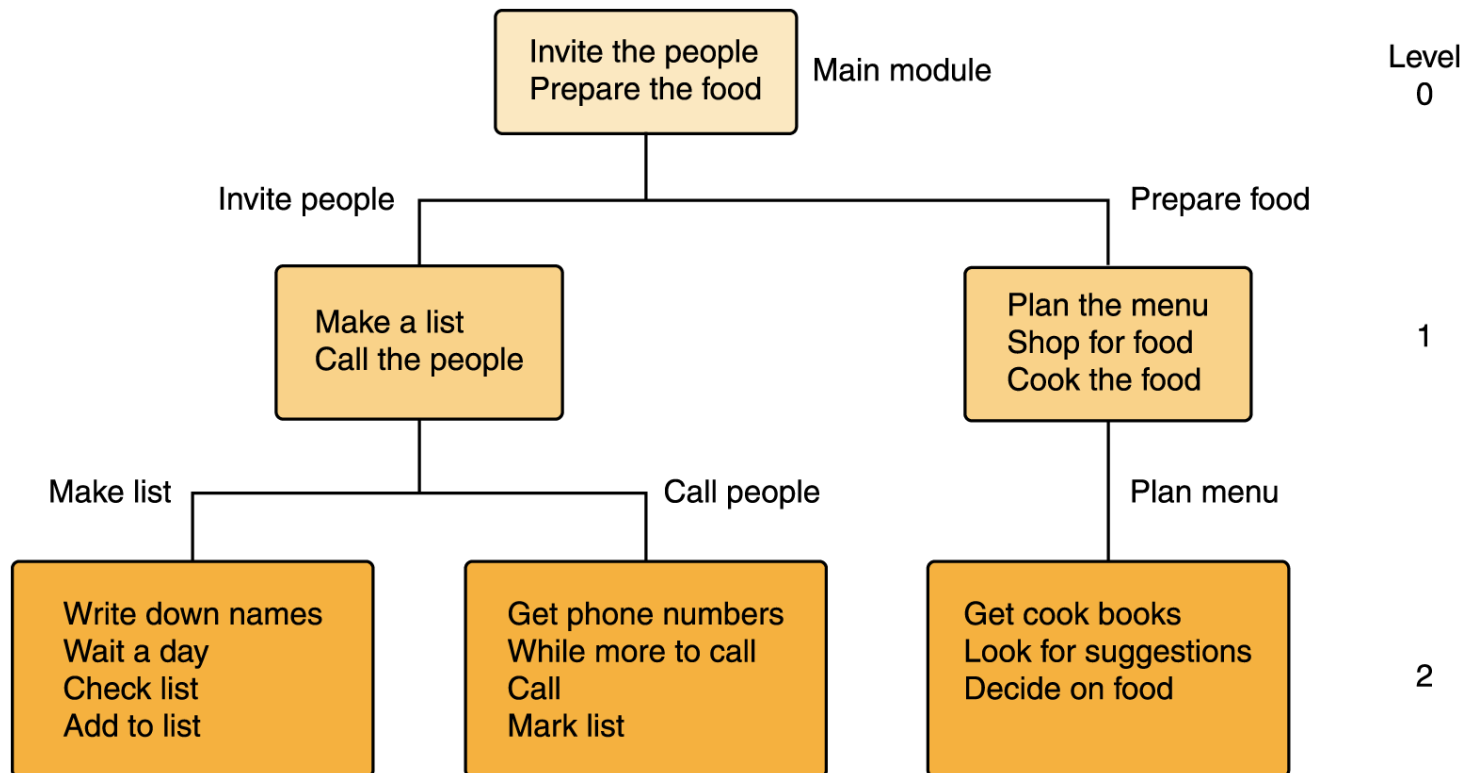 Invite the people
Prepare the food
Main module
Level
0
Invite people
Prepare food
Make a list
Call the people
Plan the menu
Shop for food
Cook the food
1
Make list
Call people
Plan menu
Write down names
Wait a day
Check list
Add to list
Get phone numbers
While more to call
Call
Mark list
Get cook books
Look for suggestions
Decide on food
2